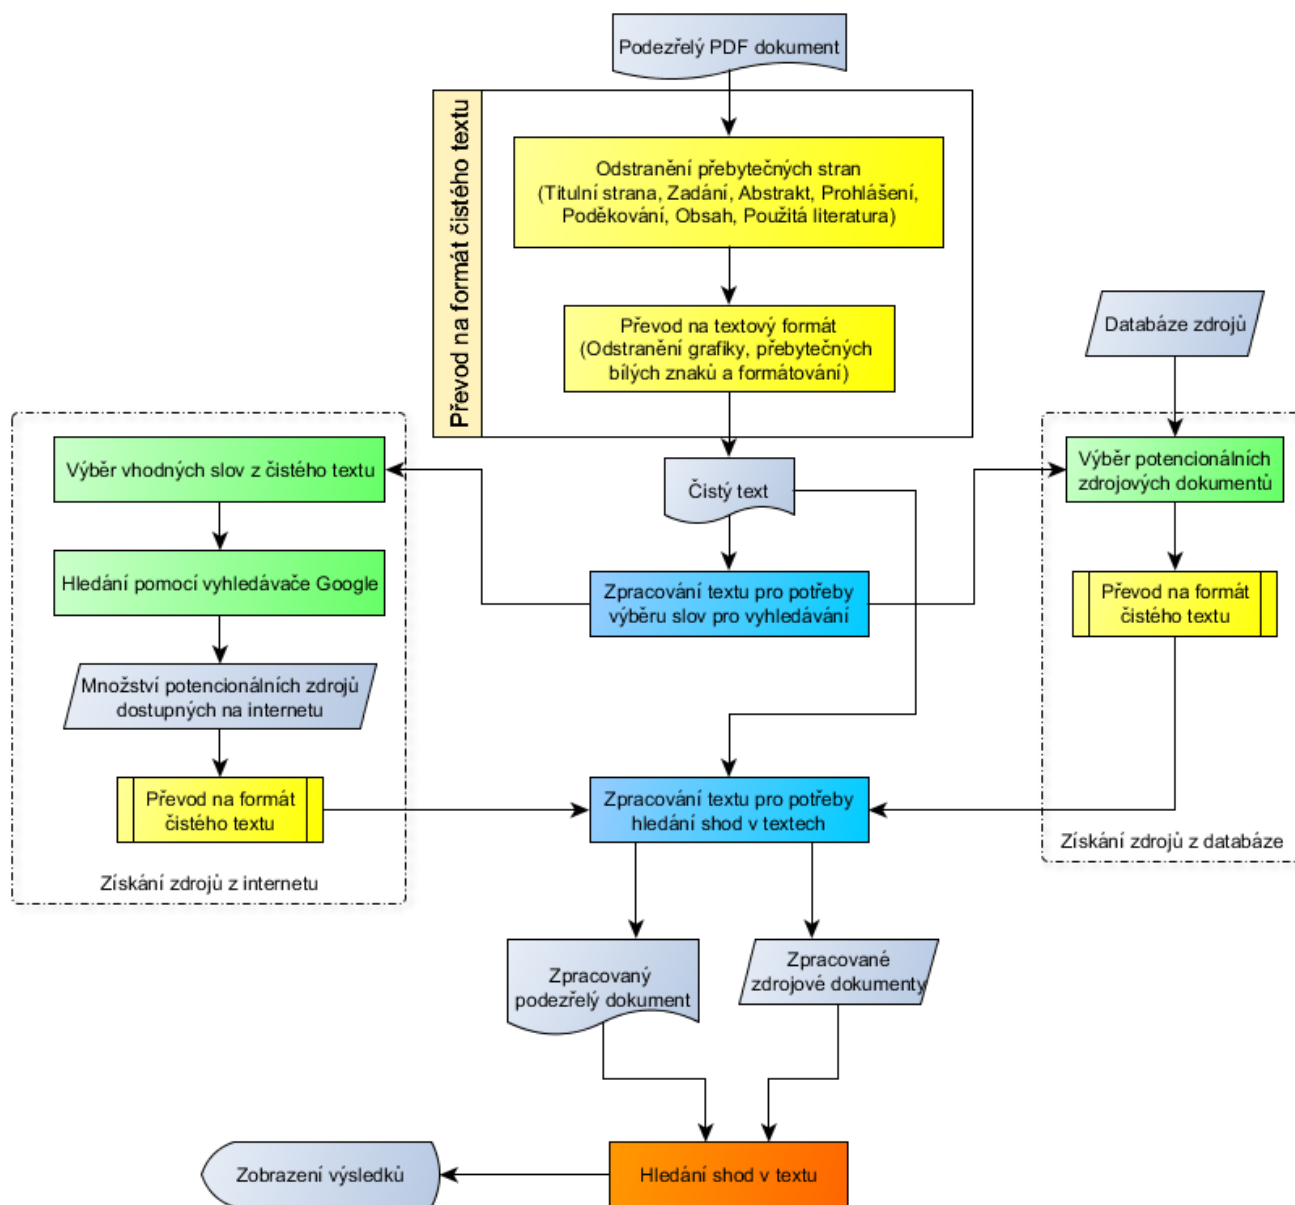 Podezřelý PDF dokument
Převod na formát čistého textu
Odstranění přebytečných stran
(Titulní strana, Zadání, Abstrakt, Prohlášení,
Poděkování, Obsah, Použitá literatura)
Převod na textový formát
(Odstranění grafiky, přebytečných
bílých znaků a formátování)
Databáze zdrojů
Výběr vhodných slov z čistého textu
Čistý text
Výběr potencionálních
zdrojových dokumentů
Hledání pomocí vyhledávače Google
Zpracování textu pro potřeby
výběru slov pro vyhledávání
Převod na formát
čistého textu
Množství potencionálních zdrojů
dostupných na internetu
Převod na formát
čistého textu
Zpracování textu pro potřeby
hledání shod v textech
Získání zdrojů z databáze
Získání zdrojů z internetu
Zpracovaný
podezřelý dokument
Zpracované
zdrojové dokumenty
Zobrazení výsledků
Hledání shod v textu